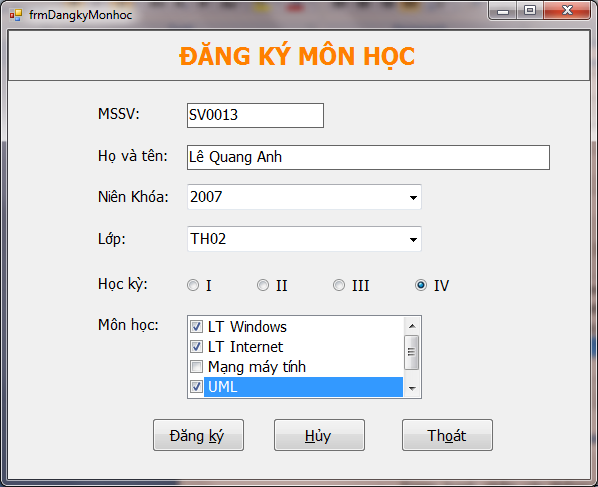 frmDangkyMonhoc
ĐĂNG KÝ MÔN HỌC
MSSV: SV0013
Họ và tên: Lê Quang Anh
Niên Khóa: 2007
Lớp: TH02
Học kỳ: I II III IV
Môn học: LT Windows
LT Internet
Mạng máy tính
UML
Đăng ký Hủy Thoát